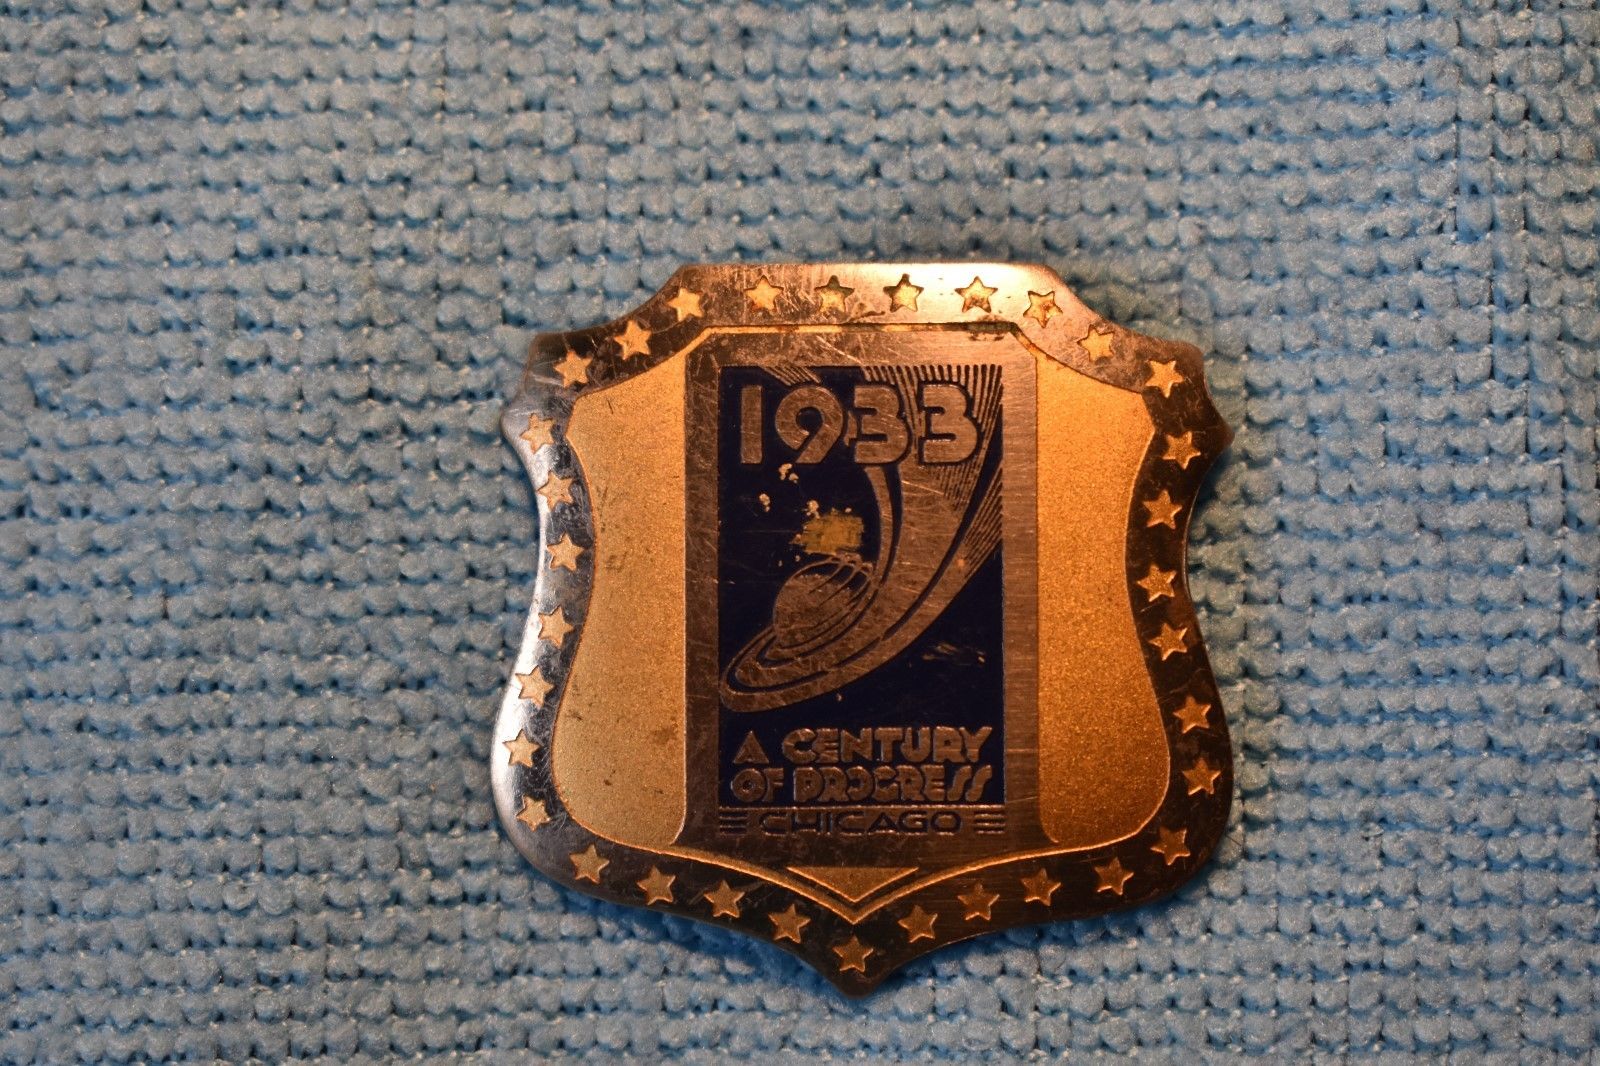 1933
A CENTURY
OF PROGRESS
CHICAGO